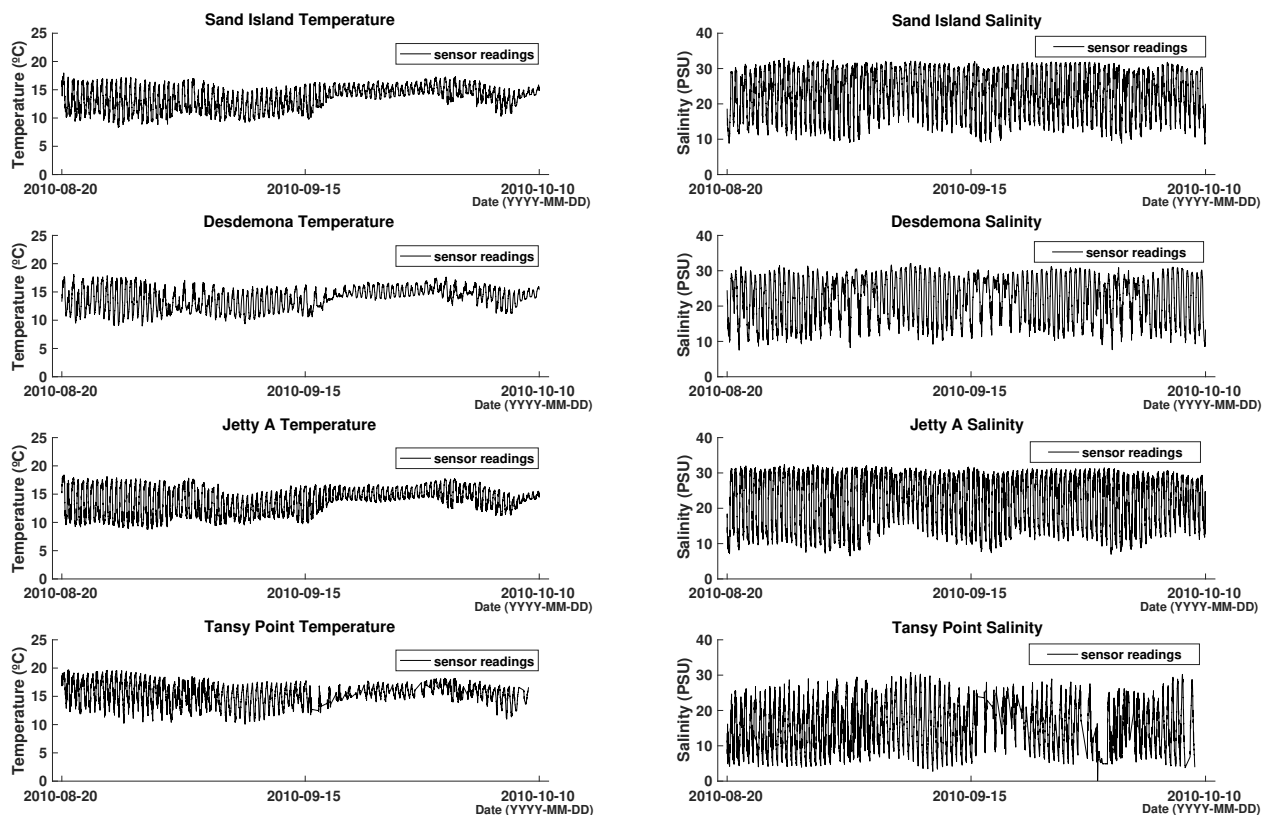 Sand Island Temperature
25
20
15
10
5
0
Temperature (ºC)
sensor readings
2010-08-20 2010-09-15 2010-10-10
Date (YYYY-MM-DD)
Sand Island Salinity
40
30
20
10
0
Salinity (PSU)
sensor readings
2010-08-20 2010-09-15 2010-10-10
Date (YYYY-MM-DD)
Desdemona Temperature
25
20
15
10
5
0
Temperature (ºC)
sensor readings
2010-08-20 2010-09-15 2010-10-10
Date (YYYY-MM-DD)
Desdemona Salinity
40
30
20
10
0
Salinity (PSU)
sensor readings
2010-08-20 2010-09-15 2010-10-10
Date (YYYY-MM-DD)
Jetty A Temperature
25
20
15
10
5
0
Temperature (ºC)
sensor readings
2010-08-20 2010-09-15 2010-10-10
Date (YYYY-MM-DD)
Jetty A Salinity
40
30
20
10
0
Salinity (PSU)
sensor readings
2010-08-20 2010-09-15 2010-10-10
Date (YYYY-MM-DD)
Tansy Point Temperature
25
20
15
10
5
0
Temperature (ºC)
sensor readings
2010-08-20 2010-09-15 2010-10-10
Date (YYYY-MM-DD)
Tansy Point Salinity
40
30
20
10
0
Salinity (PSU)
sensor readings
2010-08-20 2010-09-15 2010-10-10
Date (YYYY-MM-DD)